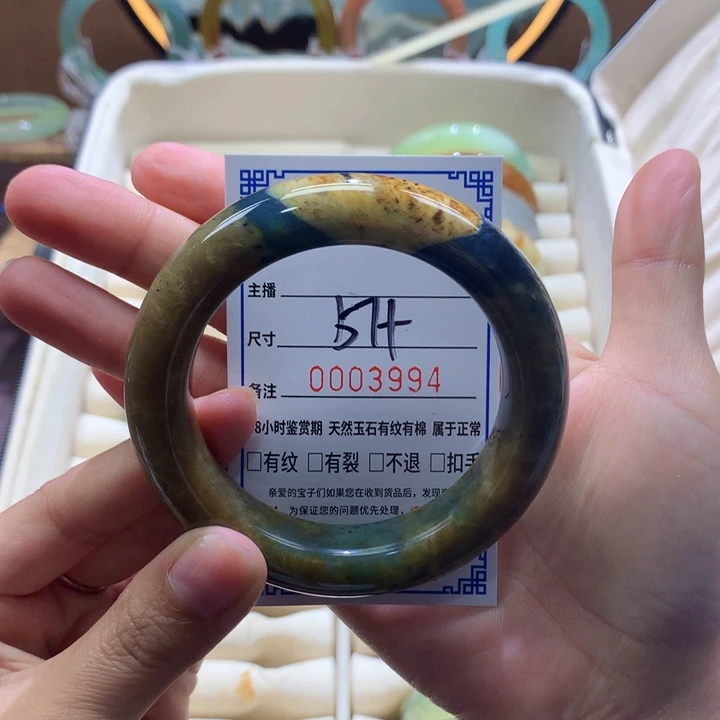 主播
尺寸 57+
备注 0003994
8小时鉴赏期 天然玉石有纹有棉 属于正常
□有纹 □有裂 □不退 □扣手
亲爱的宝子们如果您在收到货品后，发现
为保证您的问题优先处理，